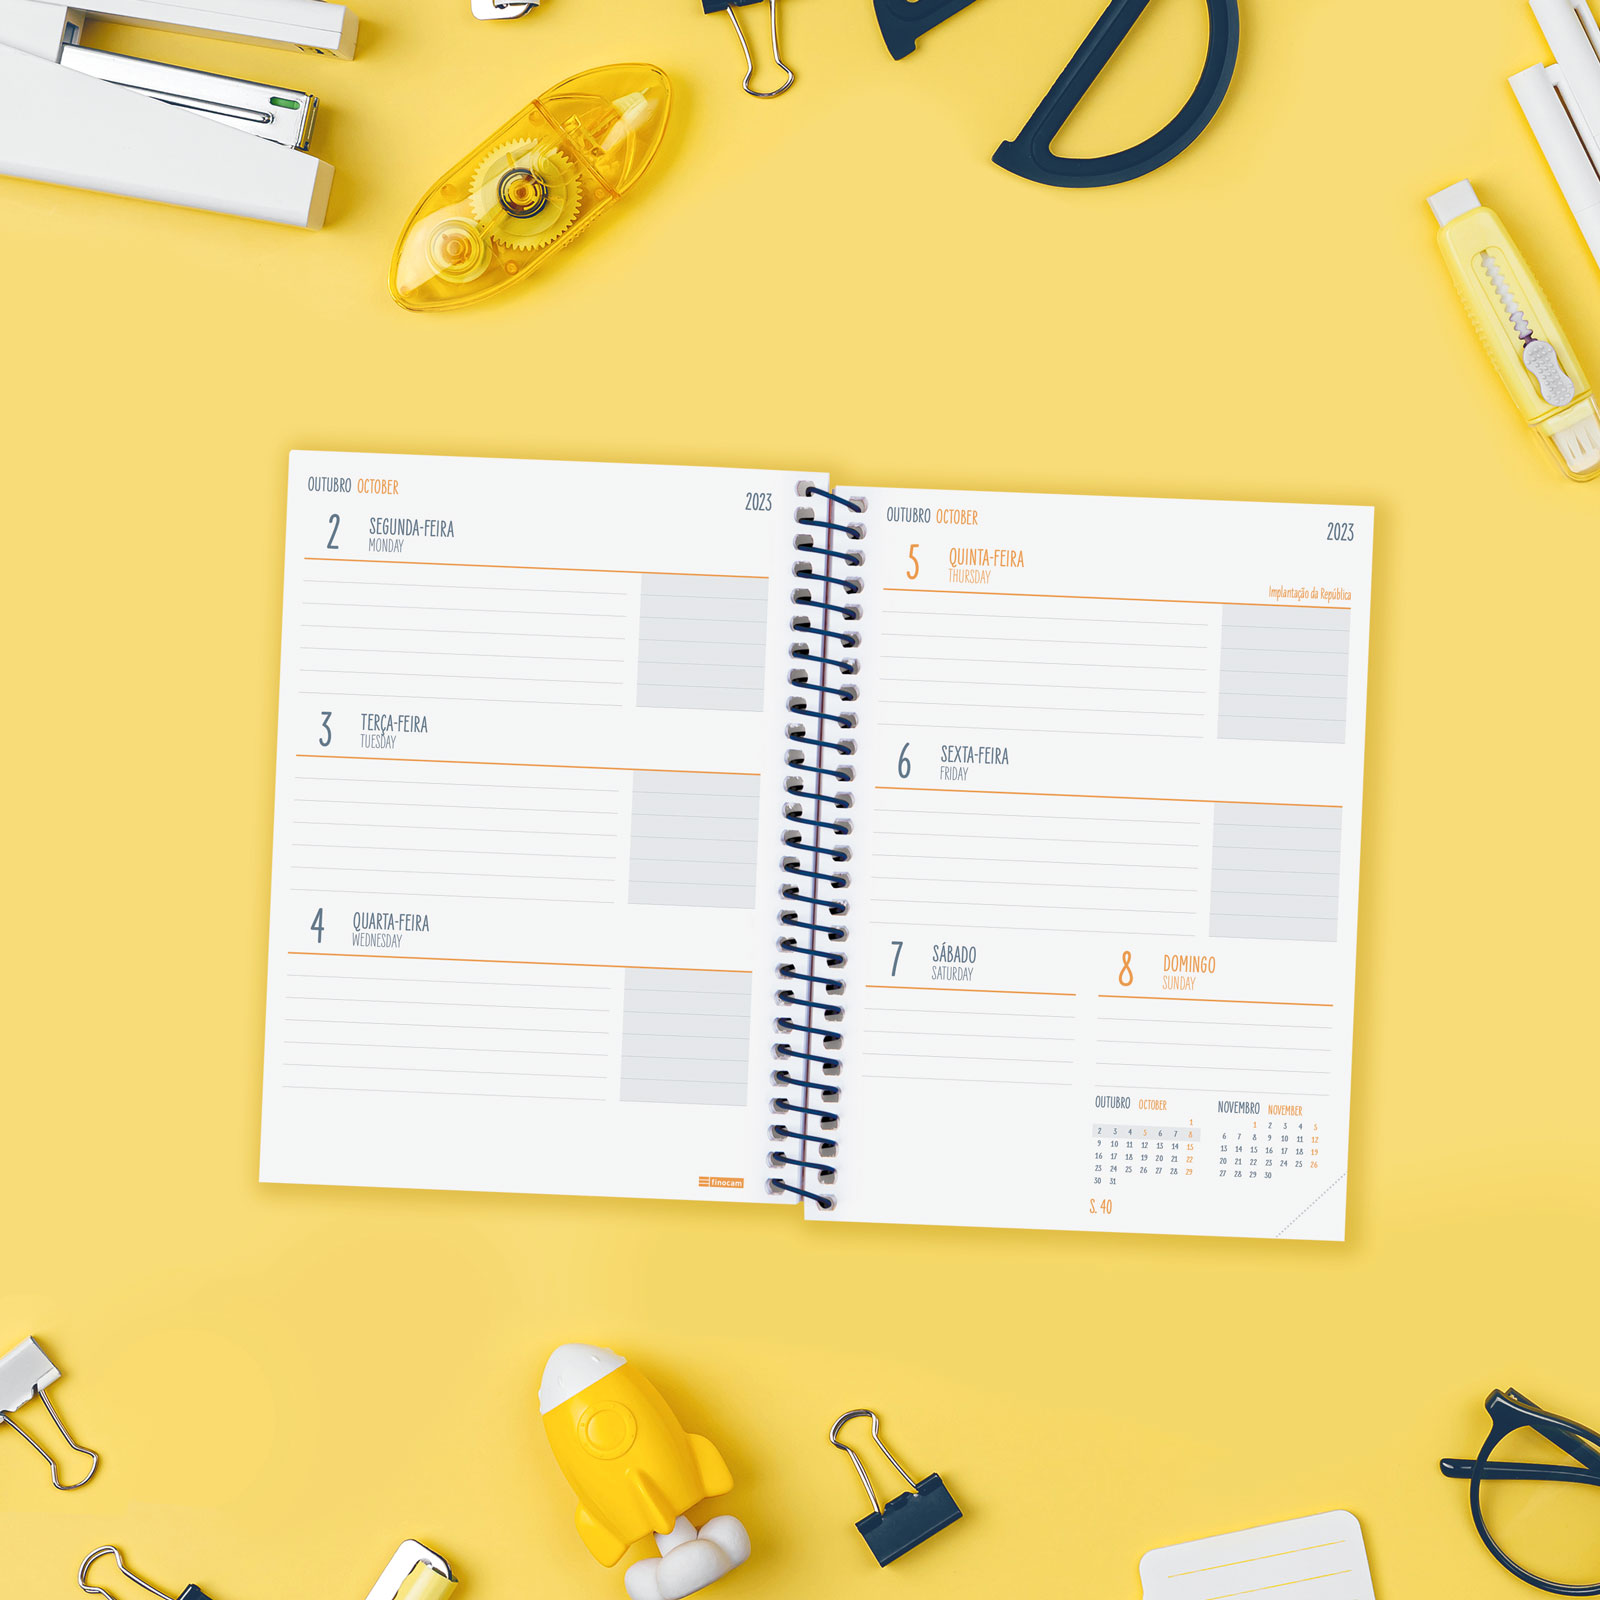 OUTUBRO OCTOBER
2023
2 SEGUNDA-FEIRA
MONDAY
3 TERÇA-FEIRA
TUESDAY
4 QUARTA-FEIRA
WEDNESDAY
finocam
OUTUBRO OCTOBER
2023
5 QUINTA-FEIRA
THURSDAY
Implantação da República
6 SEXTA-FEIRA
FRIDAY
7 SÁBADO
SATURDAY
8 DOMINGO
SUNDAY
OUTUBRO OCTOBER
1
2 3 4 5 6 7 8
9 10 11 12 13 14 15
16 17 18 19 20 21 22
23 24 25 26 27 28 29
30 31
NOVEMBRO NOVEMBER
1 2 3 4 5
6 7 8 9 10 11 12
13 14 15 16 17 18 19
20 21 22 23 24 25 26
27 28 29 30
S. 40